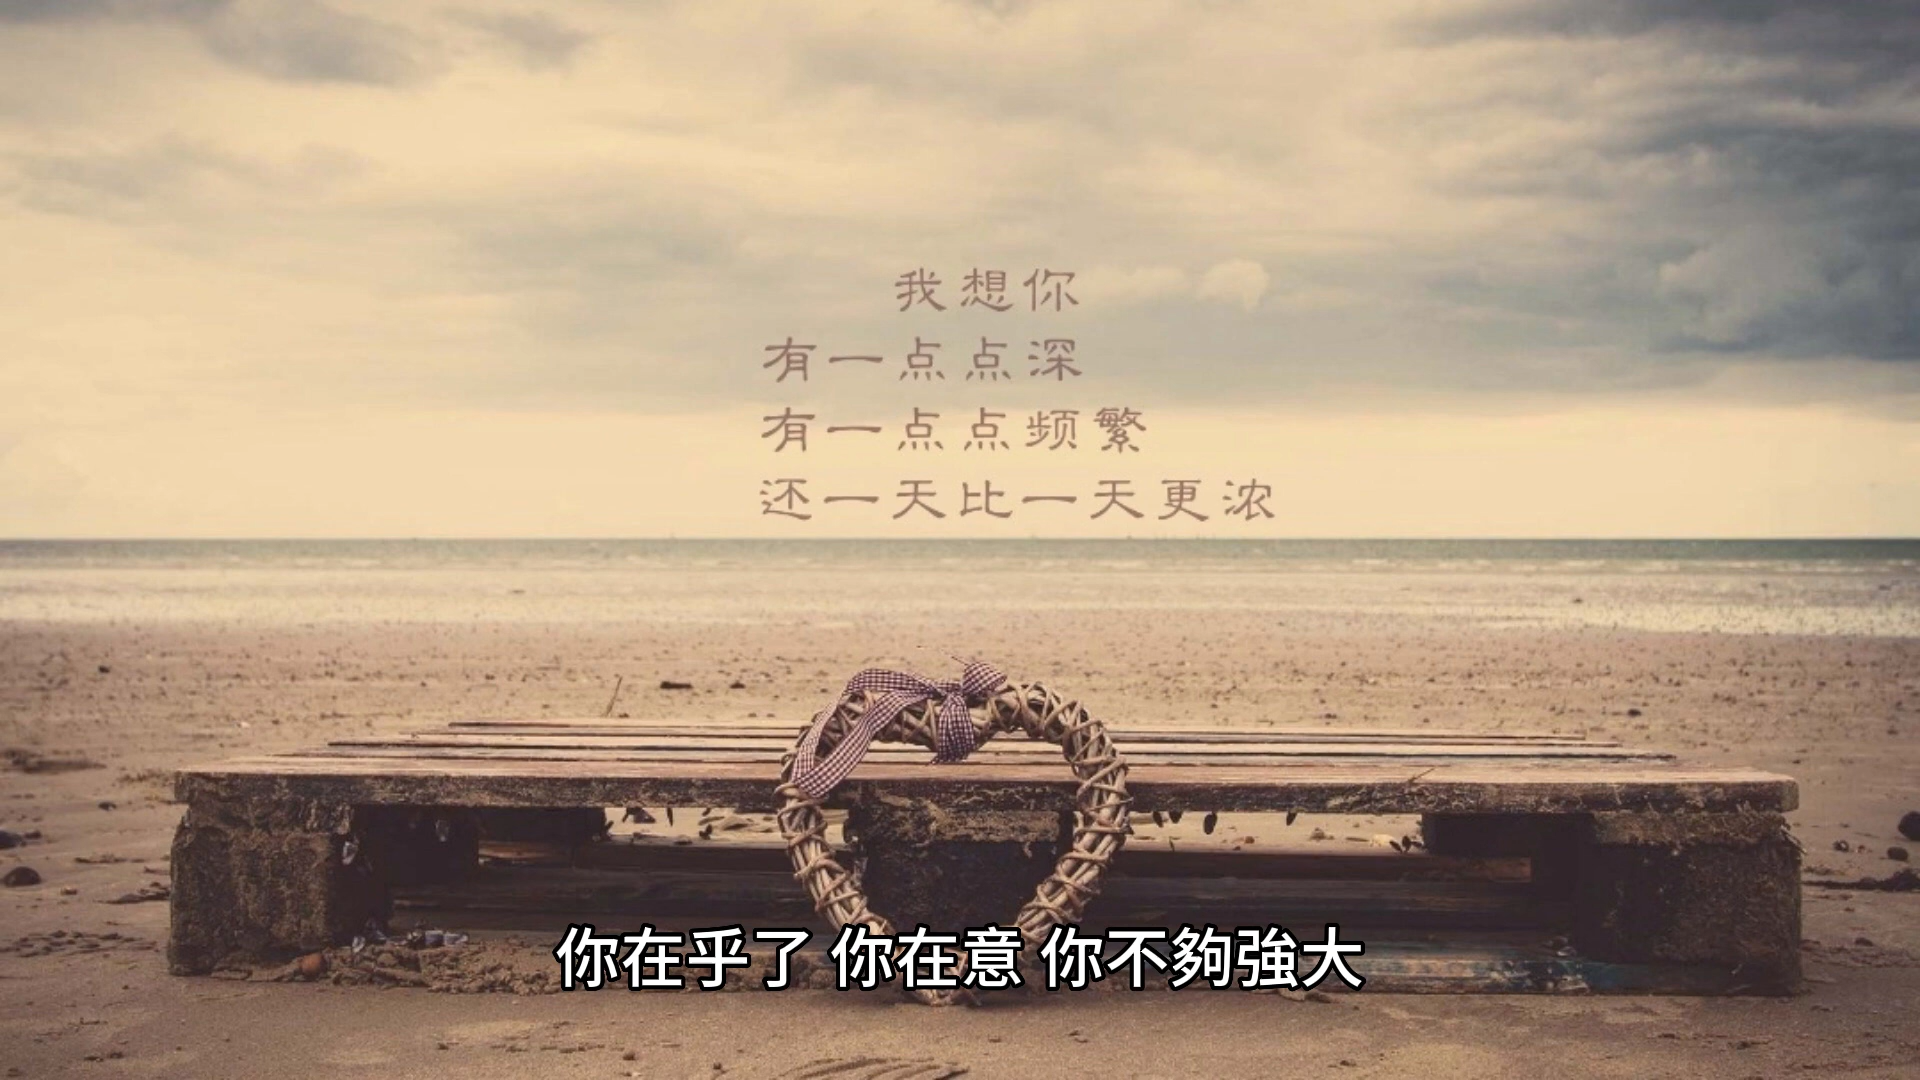 我想你
有一点点深
有一点点频繁
还一天比一天更浓
你在乎了 你在意 你不夠強大